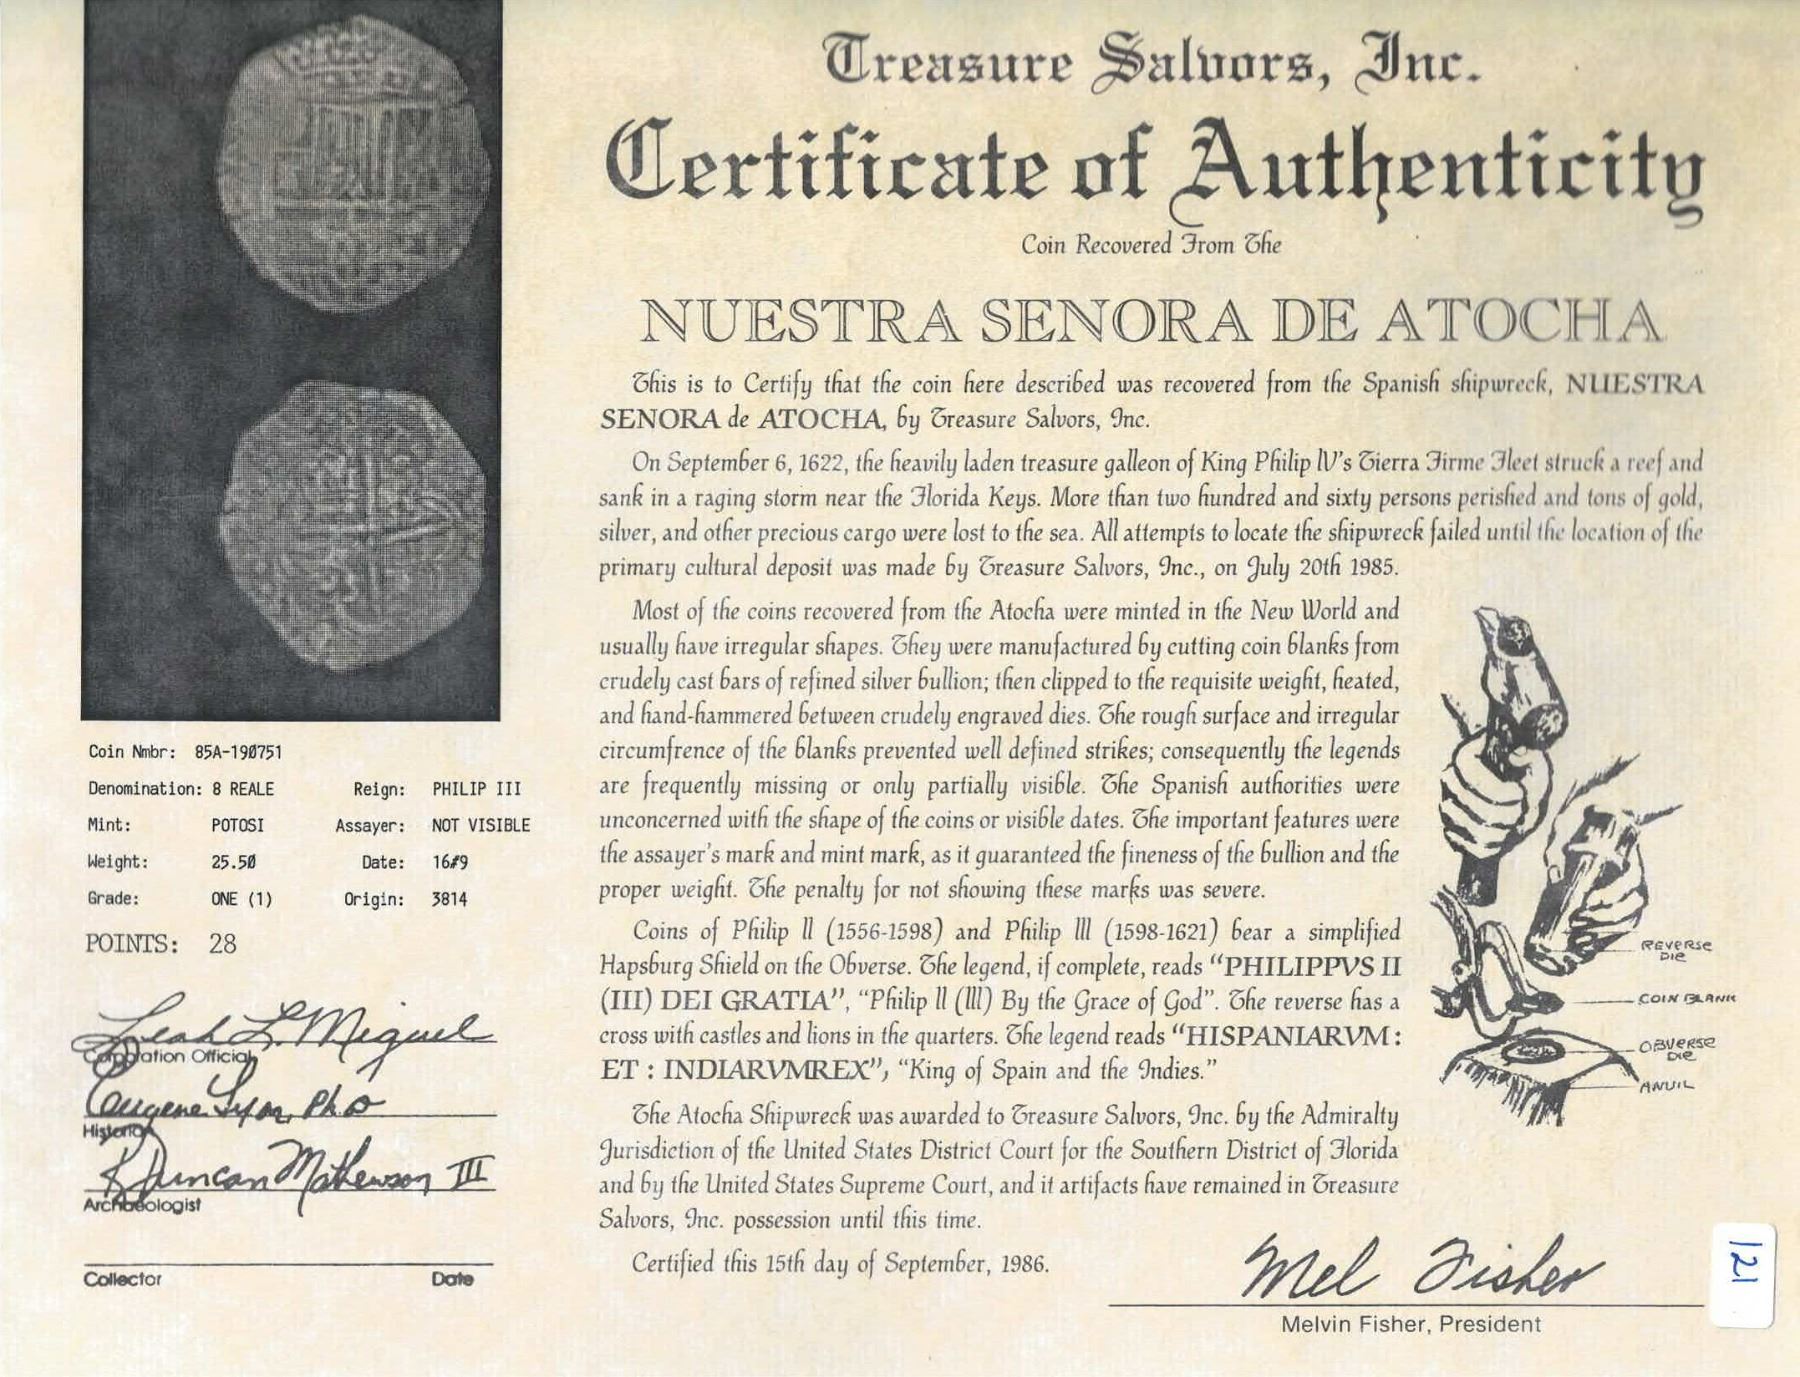 Treasure Salvors, Inc.
Certificate of Authenticity
Coin Recovered From The
NUESTRA SENORA DE ATOCHA
This is to Certify that the coin here described was recovered from the Spanish shipwreck, NUESTRA
SENORA de ATOCHA, by Treasure Salvors, Inc.
On September 6, 1622, the heavily laden treasure galleon of King Philip IV's Tierra Firme Fleet struck a reef and
sank in a raging storm near the Florida Keys. More than two hundred and sixty persons perished and tons of gold,
silver, and other precious cargo were lost to the sea. All attempts to locate the shipwreck failed until the location of the
primary cultural deposit was made by Treasure Salvors, Inc., on July 20th 1985.
Most of the coins recovered from the Atocha were minted in the New World and
usually have irregular shapes. They were manufactured by cutting coin blanks from
crudely cast bars of refined silver bullion; then clipped to the requisite weight, heated,
and hand-hammered between crudely engraved dies. The rough surface and irregular
circumfrence of the blanks prevented well defined strikes; consequently the legends
are frequently missing or only partially visible. The Spanish authorities were
unconcerned with the shape of the coins or visible dates. The important features were
the assayer's mark and mint mark, as it guaranteed the fineness of the bullion and the
proper weight. The penalty for not showing these marks was severe.
Coins of Philip II (1556-1598) and Philip III (1598-1621) bear a simplified
Hapsburg Shield on the Obverse. The legend, if complete, reads "PHILIPPVS II
(III) DEI GRATIA", "Philip II (III) By the Grace of God". The reverse has a
cross with castles and lions in the quarters. The legend reads "HISPANIARVM:
ET : INDIARVMREX", "King of Spain and the Indies."
The Atocha Shipwreck was awarded to Treasure Salvors, Inc. by the Admiralty
Jurisdiction of the United States District Court for the Southern District of Florida
and by the United States Supreme Court, and it artifacts have remained in Treasure
Salvors, Inc. possession until this time.
Certified this 15th day of September, 1986.
Mel Fisher
Melvin Fisher, President
REVERSE
DIE
COIN BLANK
OBVERSE
DIE
ANVIL
121
Coin Nmbr: 85A-190751
Denomination: 8 REALE Reign: PHILIP III
Mint: POTOSI Assayer: NOT VISIBLE
Weight: 25.50 Date: 16#9
Grade: ONE (1) Origin: 3814
POINTS: 28
Leah L. Miguel
Corporation Official
Eugene Lyon, PhD
Historian
R Duncan Mathewson III
Archaeologist
Collector Date